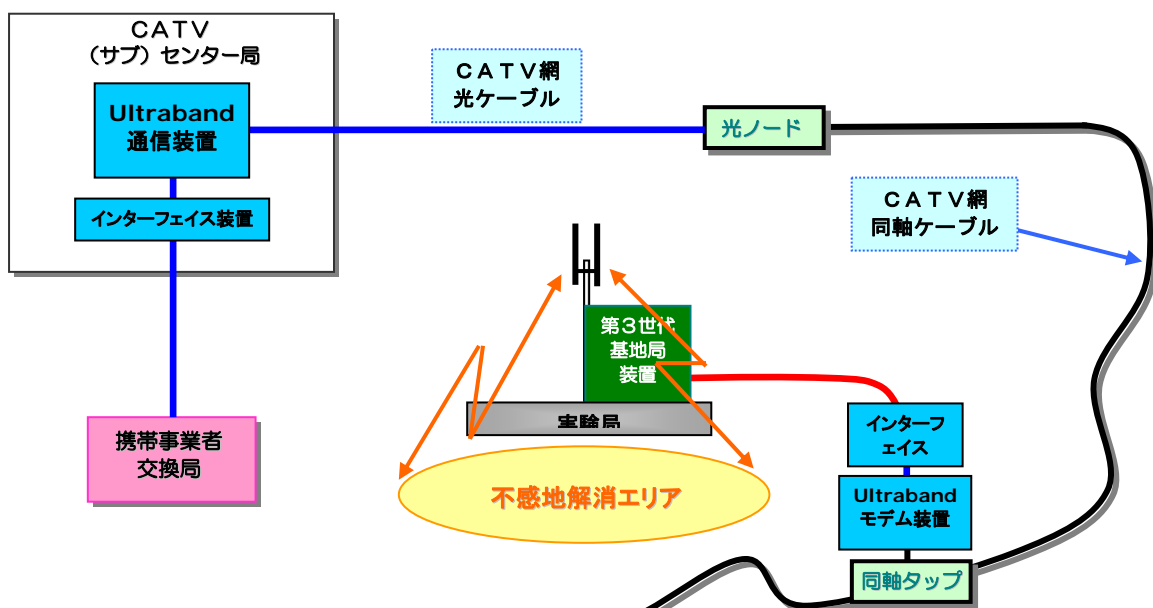 ＣＡＴＶ
（サブ）センター局
Ultraband
通信装置
インターフェイス装置
携帯事業者
交換局
ＣＡＴＶ網
光ケーブル
光ノード
ＣＡＴＶ網
同軸ケーブル
第３世代
基地局
装置
実験局
不感地解消エリア
インターフ
ェイス
Ultraband
モデム装置
同軸タップ